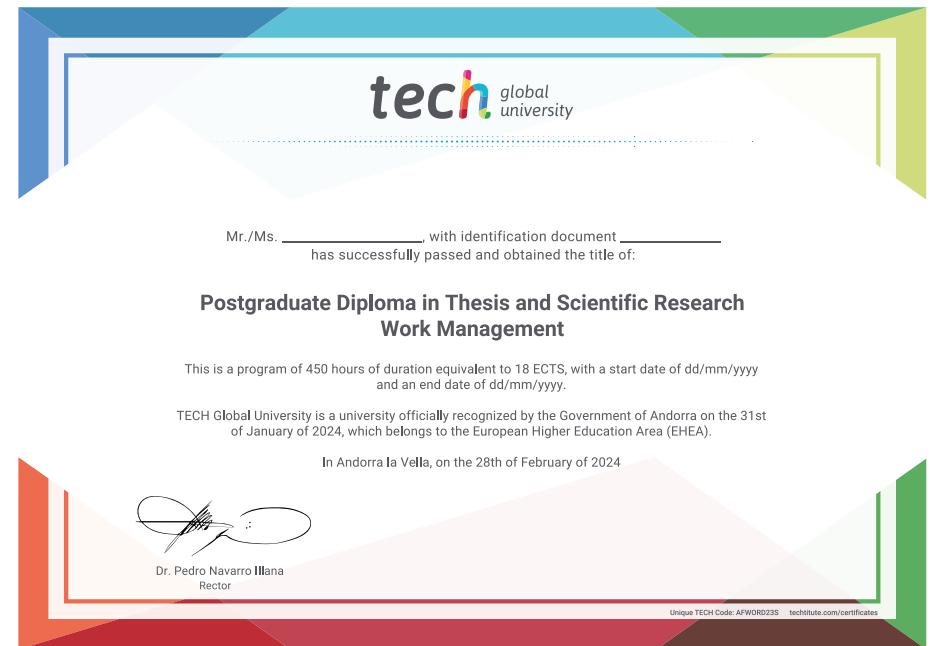 tech global
university
Mr./Ms. ______________, with identification document __________
has successfully passed and obtained the title of:
Postgraduate Diploma in Thesis and Scientific Research
Work Management
This is a program of 450 hours of duration equivalent to 18 ECTS, with a start date of dd/mm/yyyy
and an end date of dd/mm/yyyy.
TECH Global University is a university officially recognized by the Government of Andorra on the 31st
of January of 2024, which belongs to the European Higher Education Area (EHEA).
In Andorra la Vella, on the 28th of February of 2024
Dr. Pedro Navarro Illana
Rector
Unique TECH Code: AFWORD23S techtitute.com/certificates